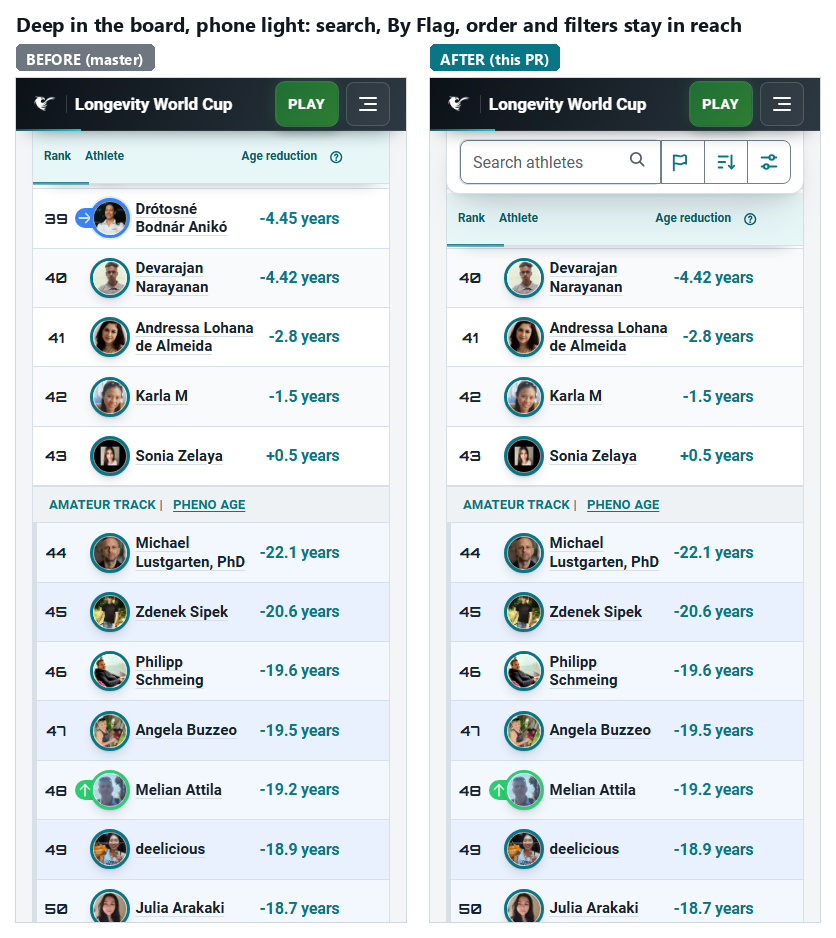 Deep in the board, phone light: search, By Flag, order and filters stay in reach
BEFORE (master)
Longevity World Cup
PLAY
Rank Athlete Age reduction ?
39 Drótosné Bodnár Anikó -4.45 years
40 Devarajan Narayanan -4.42 years
41 Andressa Lohana de Almeida -2.8 years
42 Karla M -1.5 years
43 Sonia Zelaya +0.5 years
AMATEUR TRACK | PHENO AGE
44 Michael Lustgarten, PhD -22.1 years
45 Zdenek Sipek -20.6 years
46 Philipp Schmeing -19.6 years
47 Angela Buzzeo -19.5 years
48 Melian Attila -19.2 years
49 deelicious -18.9 years
50 Julia Arakaki -18.7 years
AFTER (this PR)
Longevity World Cup
PLAY
Search athletes
Rank Athlete Age reduction ?
40 Devarajan Narayanan -4.42 years
41 Andressa Lohana de Almeida -2.8 years
42 Karla M -1.5 years
43 Sonia Zelaya +0.5 years
AMATEUR TRACK | PHENO AGE
44 Michael Lustgarten, PhD -22.1 years
45 Zdenek Sipek -20.6 years
46 Philipp Schmeing -19.6 years
47 Angela Buzzeo -19.5 years
48 Melian Attila -19.2 years
49 deelicious -18.9 years
50 Julia Arakaki -18.7 years